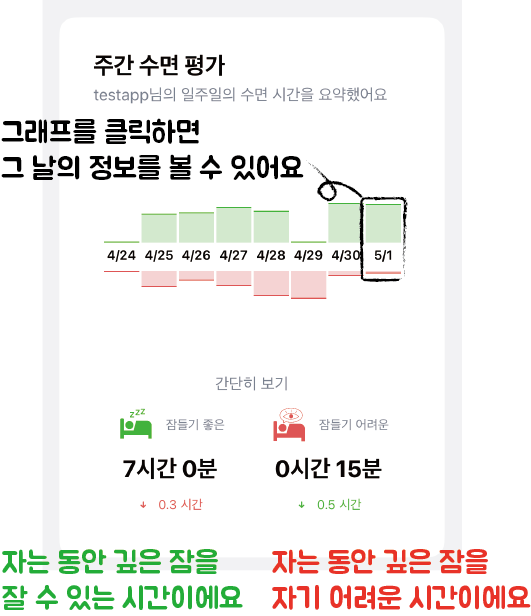 주간 수면 평가
testapp님의 일주일의 수면 시간을 요약했어요
그래프를 클릭하면
그 날의 정보를 볼 수 있어요
4/24 4/25 4/26 4/27 4/28 4/29 4/30 5/1
간단히 보기
zzz
잠들기 좋은 잠들기 어려운
7시간 0분 0시간 15분
↓ 0.3 시간 ↓ 0.5 시간
자는 동안 깊은 잠을
잘 수 있는 시간이에요
자는 동안 깊은 잠을
자기 어려운 시간이에요